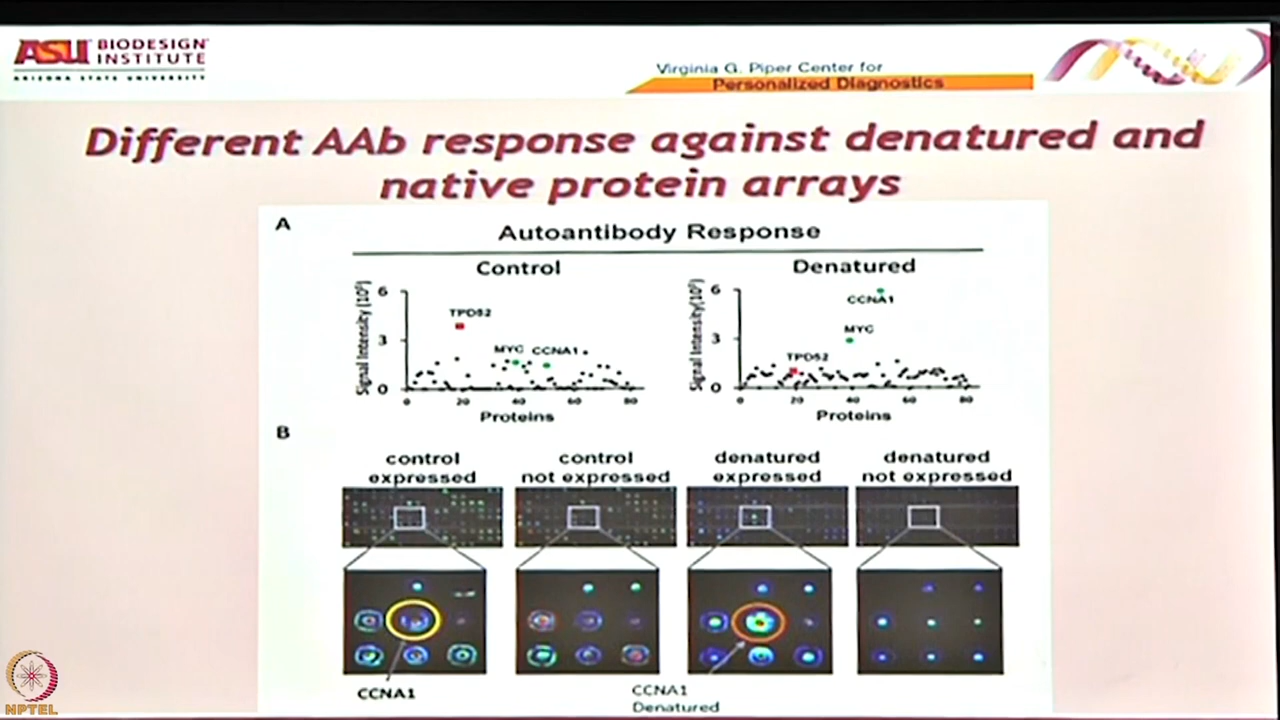 ASU BIODESIGN INSTITUTE
ARIZONA STATE UNIVERSITY
Virginia G. Piper Center for
Personalized Diagnostics
Different AAb response against denatured and
native protein arrays
A
Autoantibody Response
Control
Denatured
Signal Intensity
6
3
0
TPD52
MYC
CCNA1
0 20 40 60 80
Proteins
Signal Intensity
6
3
0
CCNA1
MYC
TPD52
0 20 40 60 80
Proteins
B
control
expressed
control
not expressed
denatured
expressed
denatured
not expressed
CCNA1
CCNA1
Denatured
NPTEL